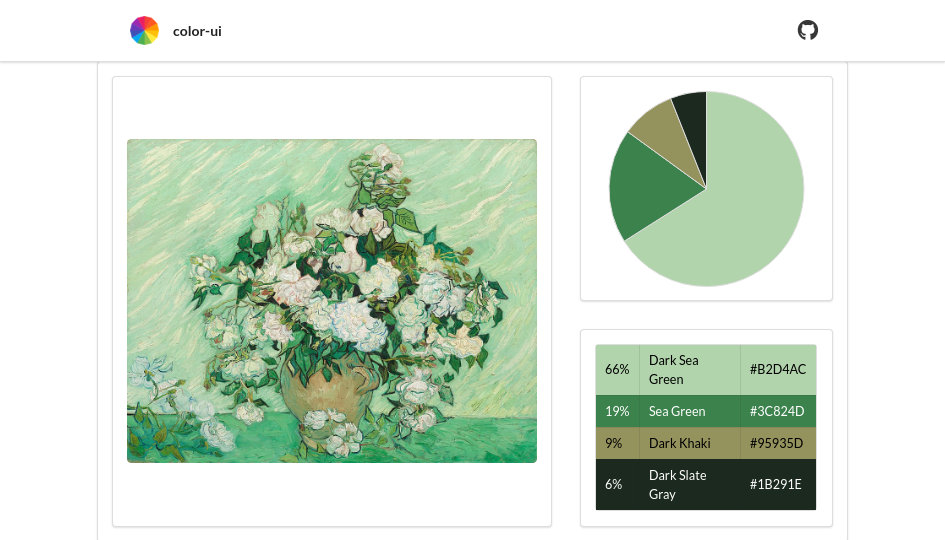 color-ui
66% Dark Sea Green #B2D4AC
19% Sea Green #3C824D
9% Dark Khaki #95935D
6% Dark Slate Gray #1B291E